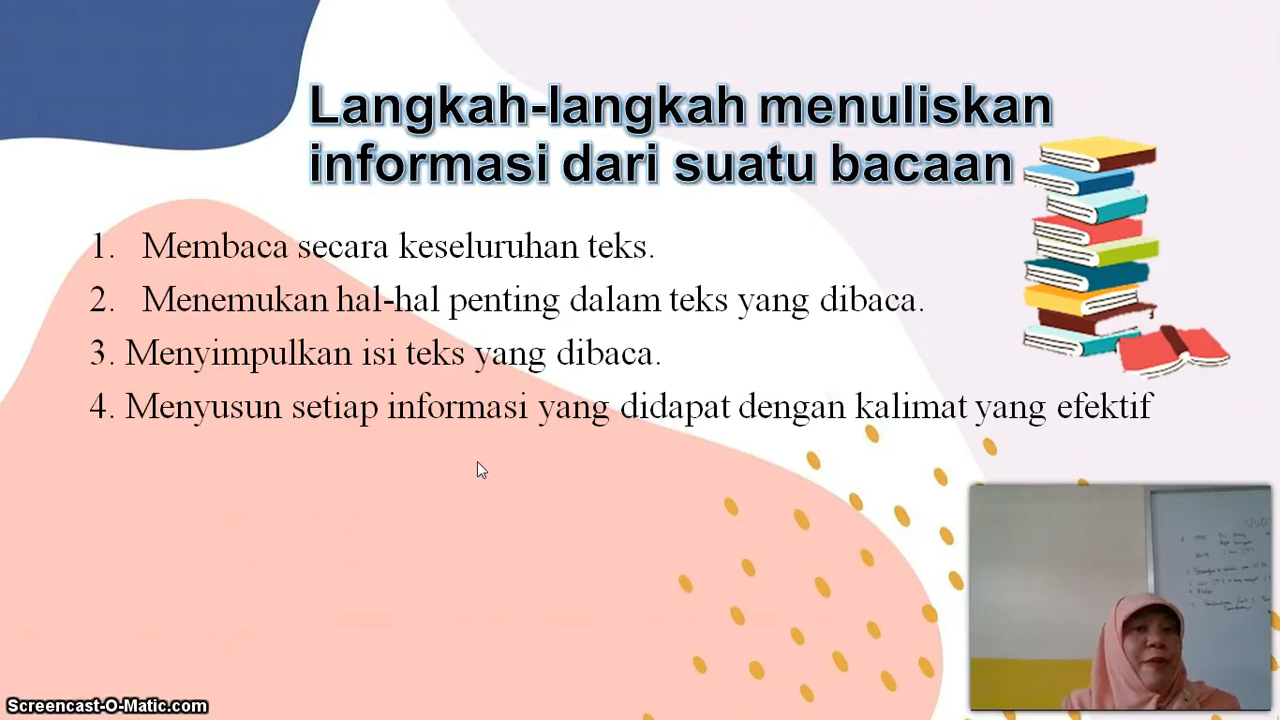 Langkah-langkah menuliskan
informasi dari suatu bacaan
1. Membaca secara keseluruhan teks.
2. Menemukan hal-hal penting dalam teks yang dibaca.
3. Menyimpulkan isi teks yang dibaca.
4. Menyusun setiap informasi yang didapat dengan kalimat yang efektif
Screencast-O-Matic.com